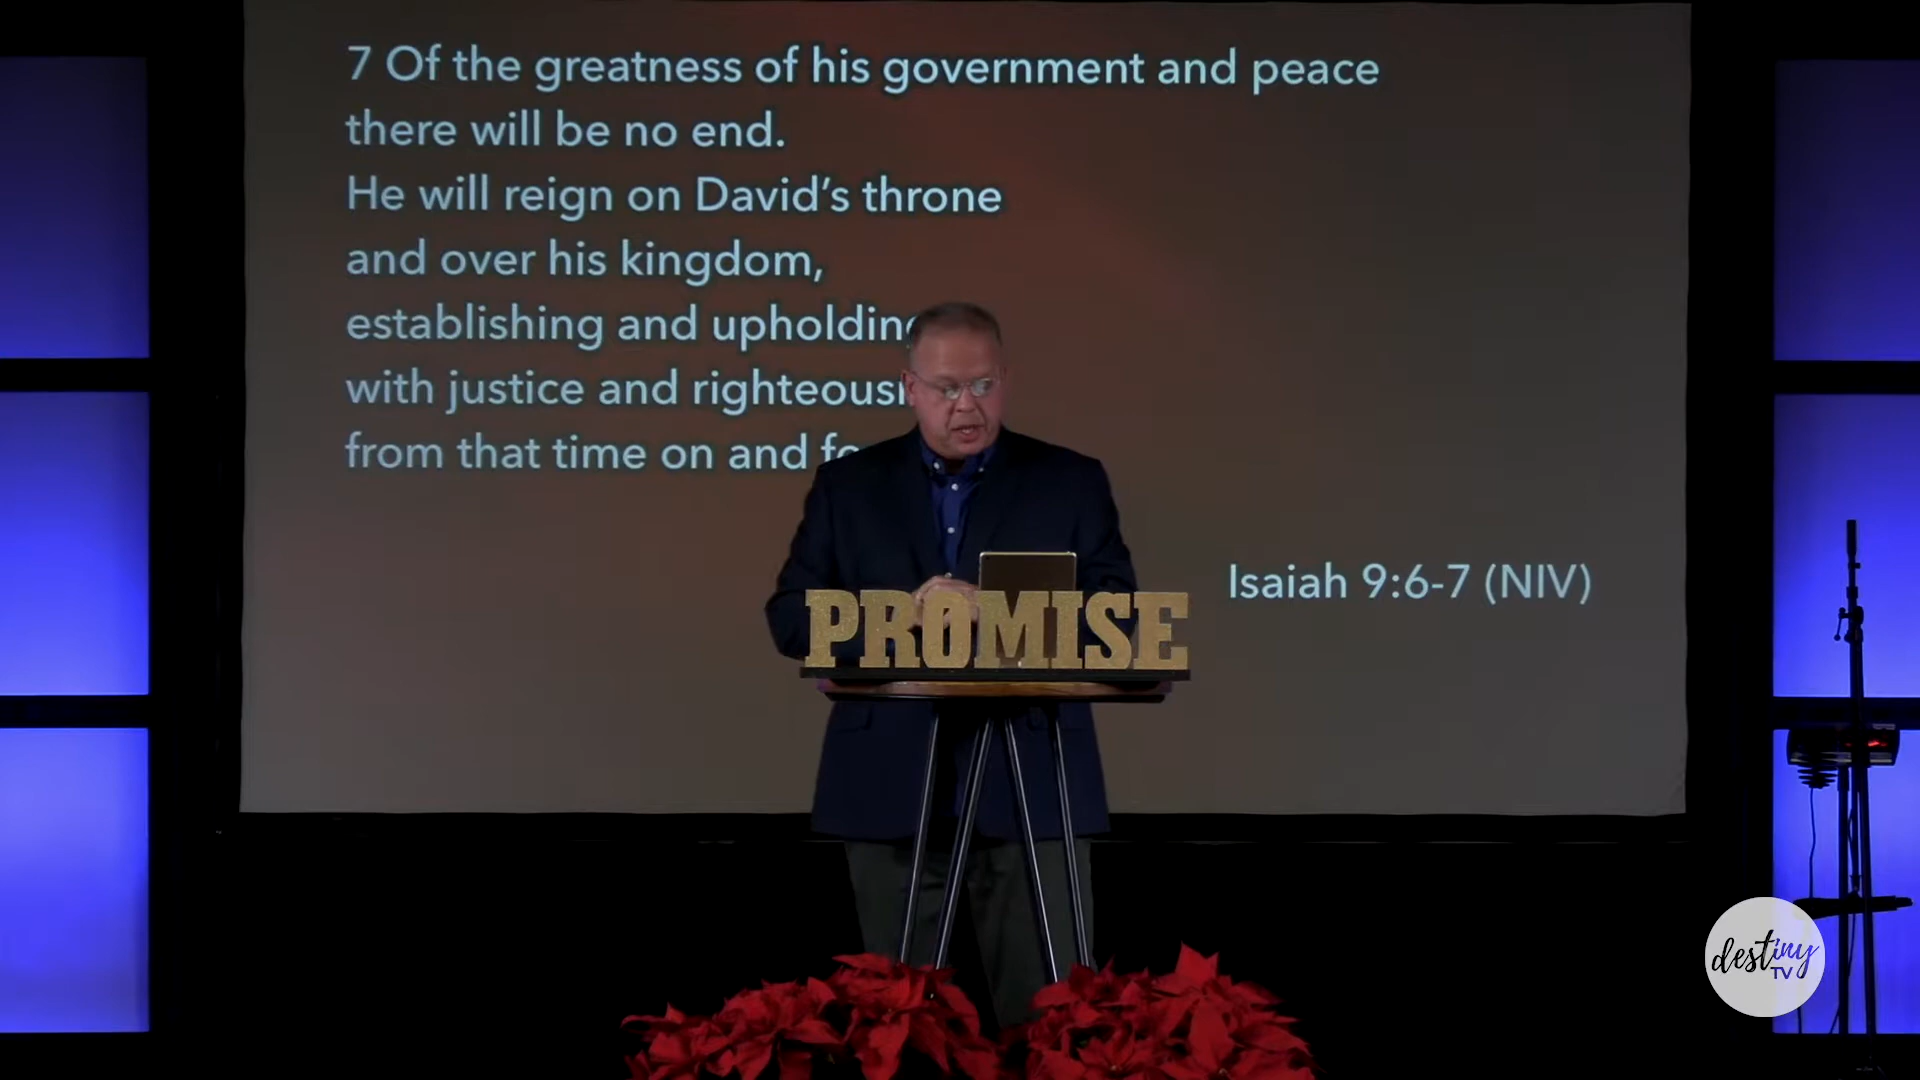 7 Of the greatness of his government and peace
there will be no end.
He will reign on David’s throne
and over his kingdom,
establishing and upholding
with justice and
from that time on and
Isaiah 9:6-7 (NIV)
PROMISE
destiny
TV